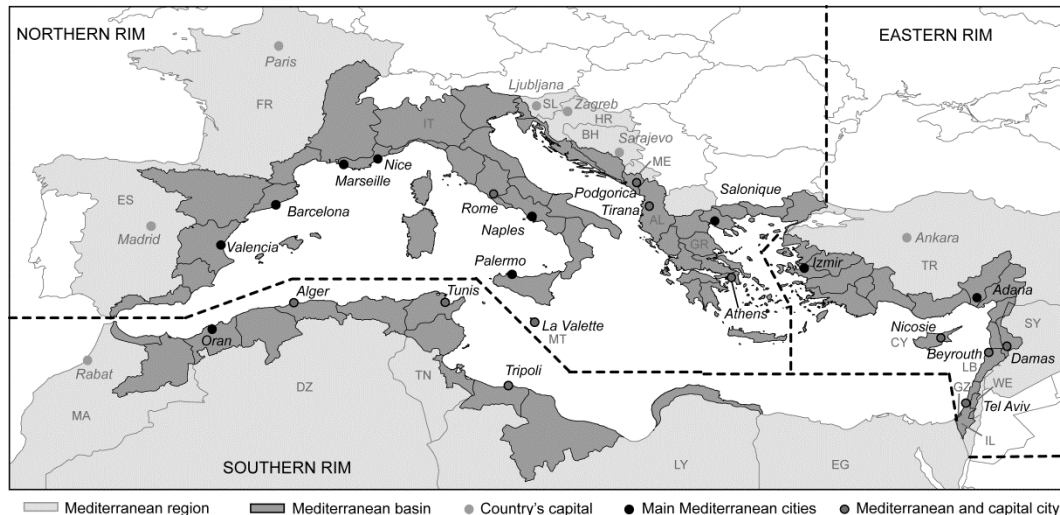 NORTHERN RIM
EASTERN RIM
Paris
FR
Ljubljana
SL
Zagreb
HR
IT
BH
Sarajevo
ME
Nice
Marseille
Podgorica
Salonique
ES
Barcelona
Rome
Tirana
AL
Madrid
Naples
GR
Ankara
Valencia
TR
Izmir
Palermo
Adana
Alger
Tunis
Athens
SY
La Valette
Nicosie
MT
CY
Oran
Beyrouth
Damas
LB
Rabat
TN
Tripoli
DZ
GZ
WE
MA
Tel Aviv
IL
SOUTHERN RIM
LY
EG
Mediterranean region
Mediterranean basin
Country's capital
Main Mediterranean cities
Mediterranean and capital city